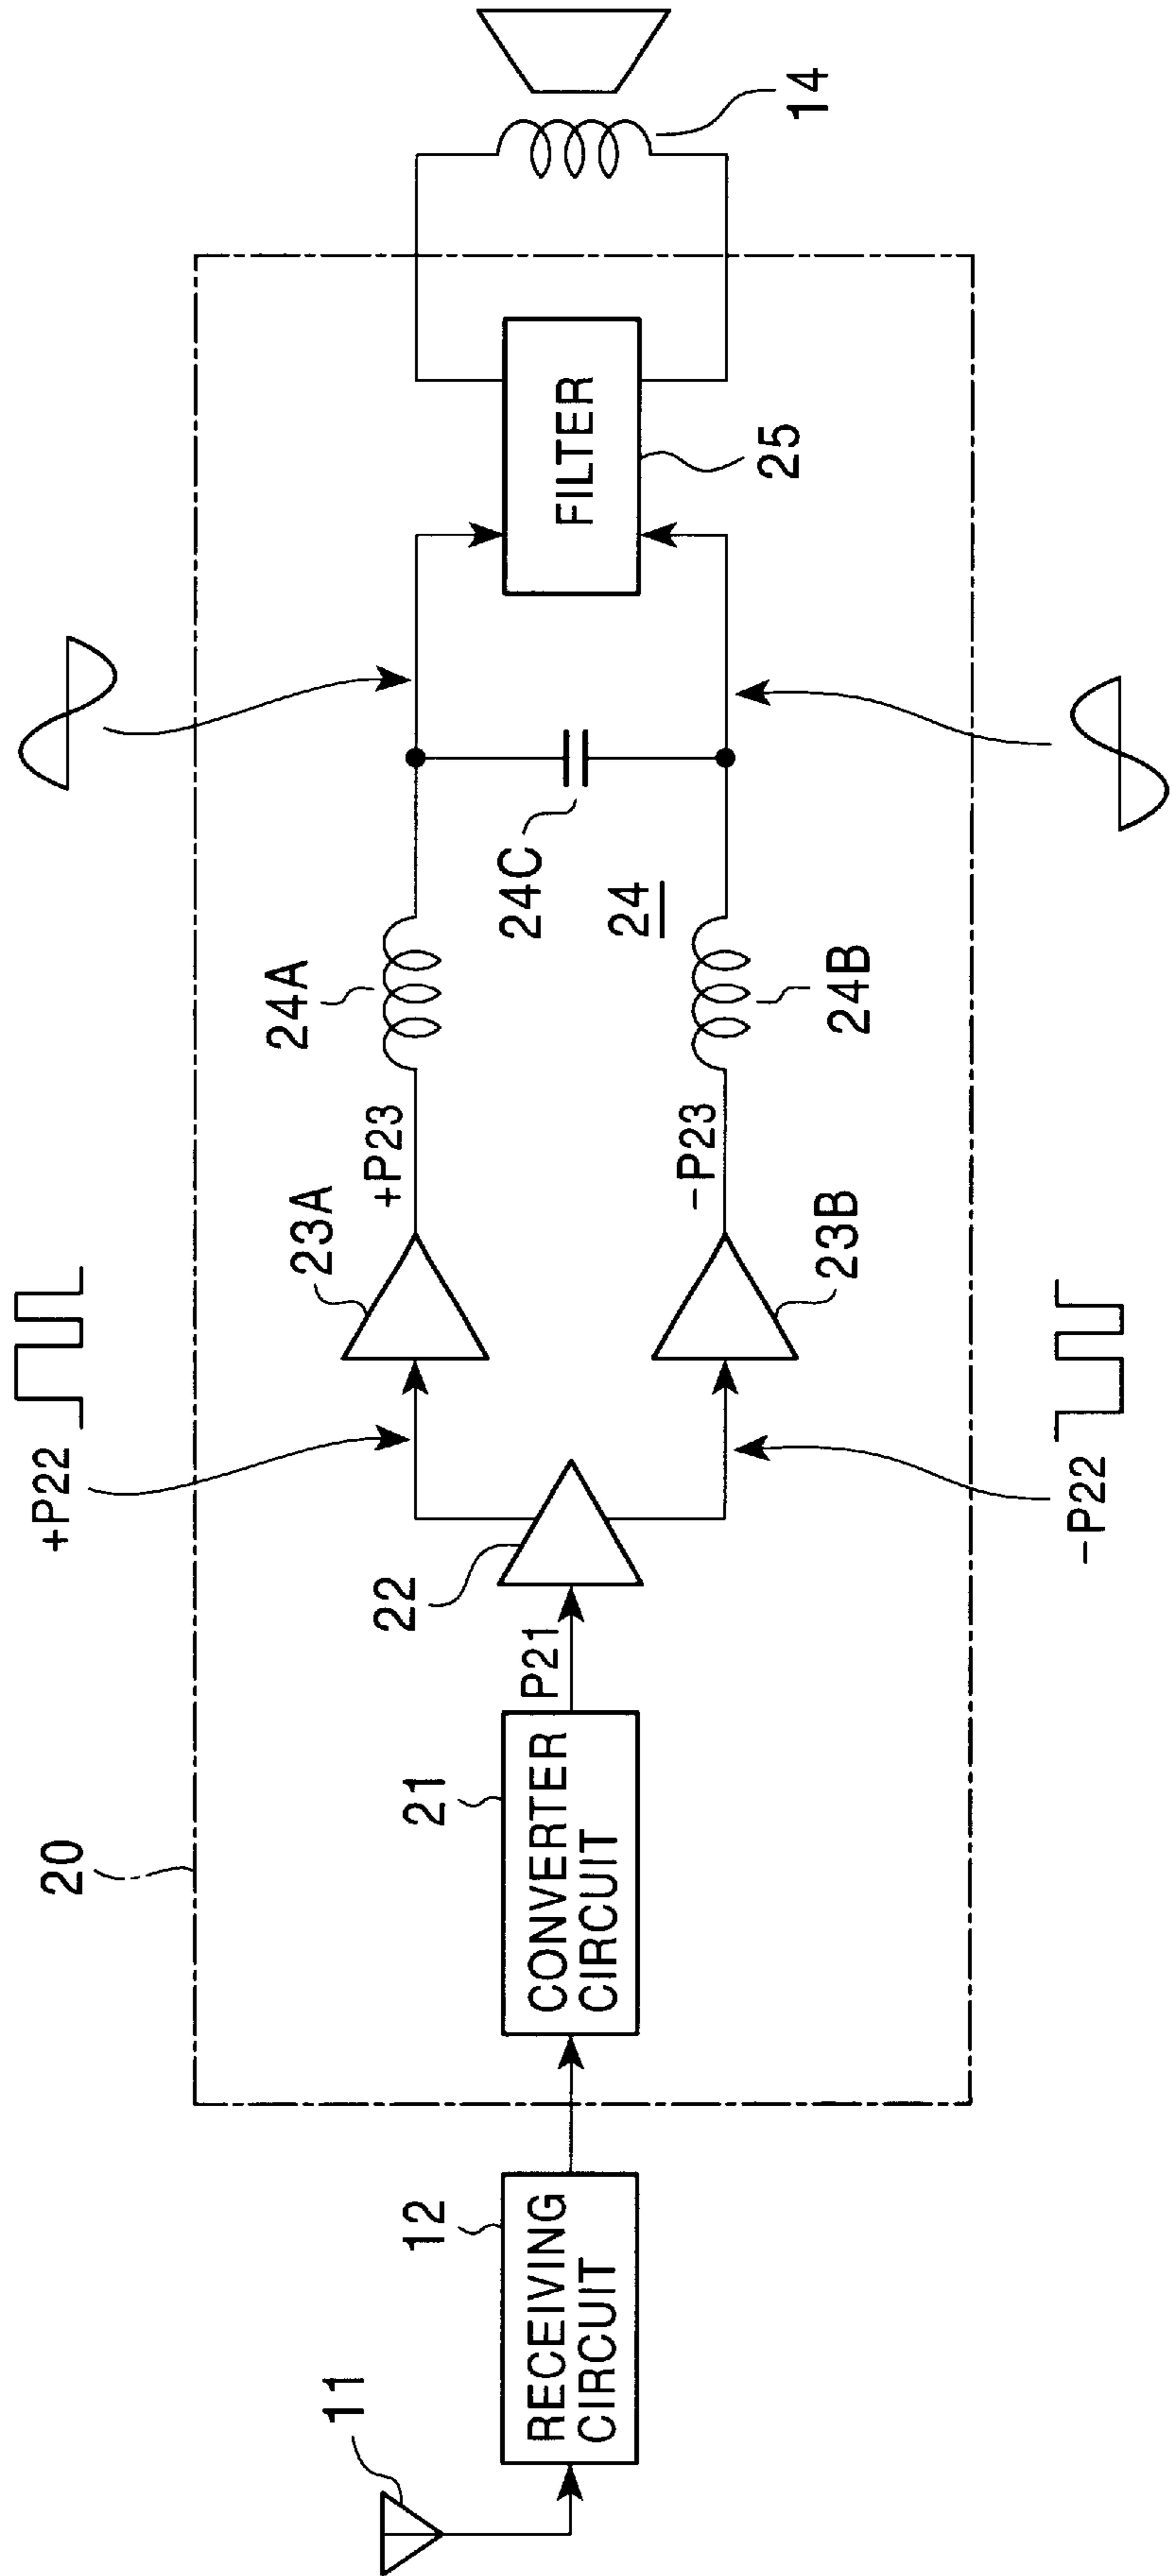 11
12
RECEIVING
CIRCUIT
20
21
CONVERTER
CIRCUIT
P21
22
+P22
-P22
23A
23B
+P23
-P23
24A
24B
24C
24
FILTER
25
14